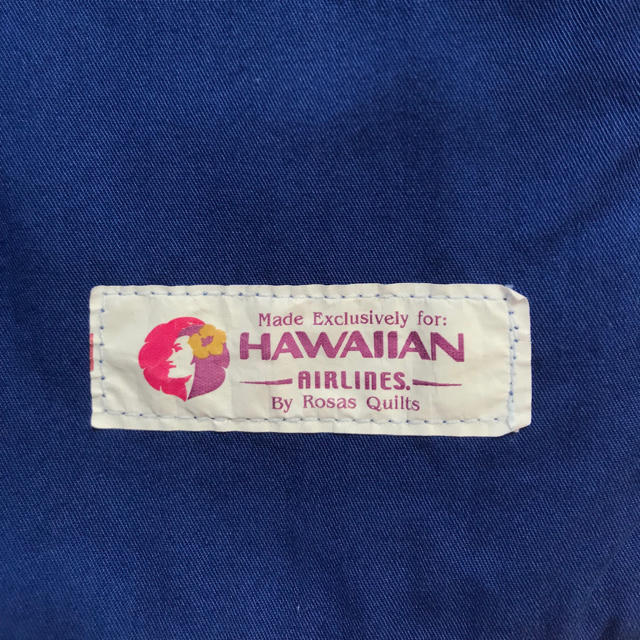 Made Exclusively for:
HAWAIIAN
AIRLINES.
By Rosas Quilts